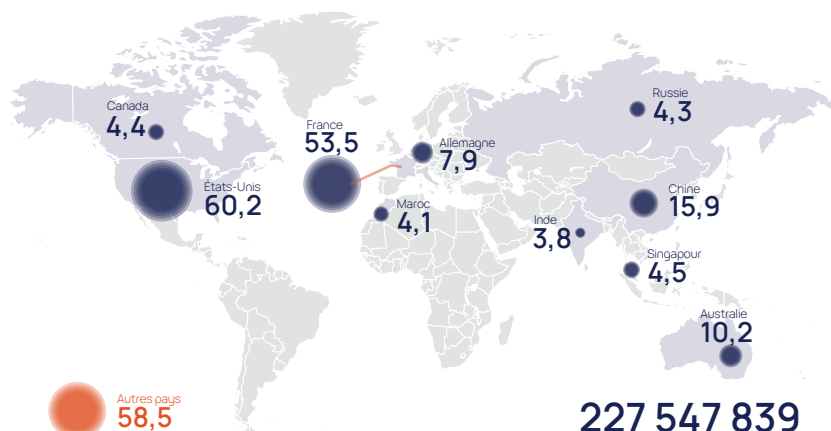 Canada
4,4
États-Unis
60,2
France
53,5
Allemagne
7,9
Maroc
4,1
Russie
4,3
Chine
15,9
Inde
3,8
Singapour
4,5
Australie
10,2
Autres pays
58,5
227 547 839